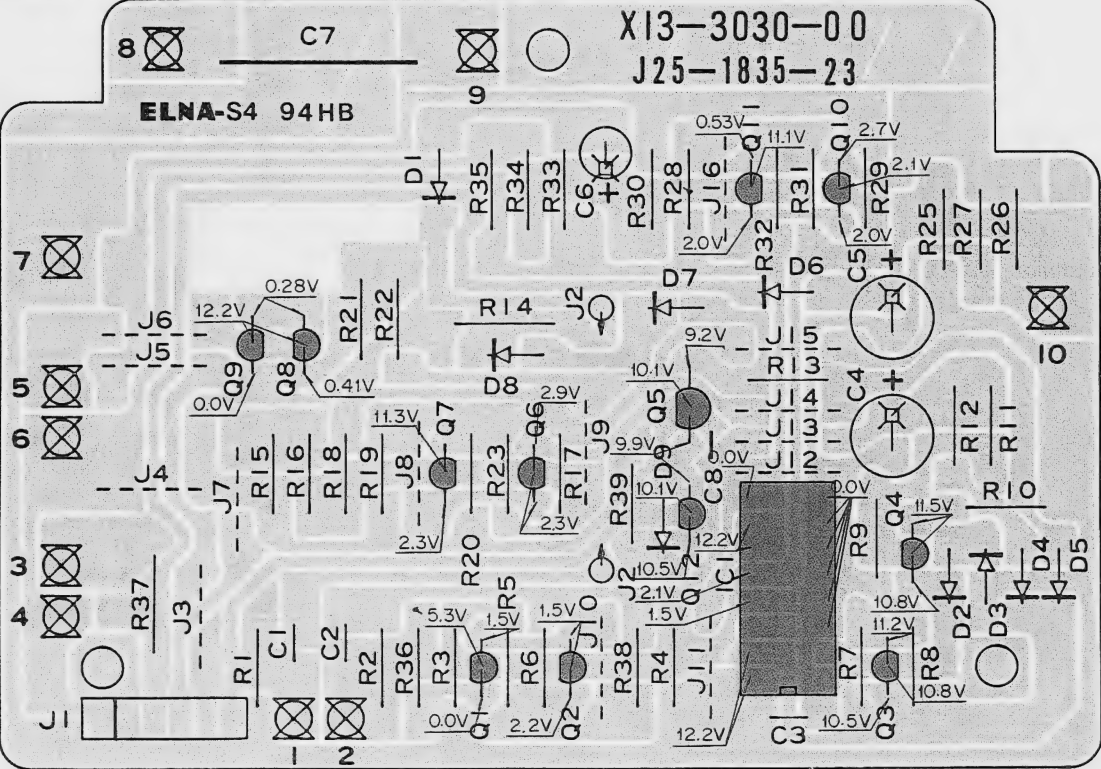 X13-3030-00
J25-1835-23
8
C7
9
ELNA-S4 94HB
D1
R35
R34
R33
C6
+
R30
R28
J16
0.53V
Q11
11.1V
R31
Q10
2.7V
R29
2.1V
2.0V
2.0V
R32
C5
+
R25
R27
R26
7
J6
J5
12.2V
0.28V
R21
R22
R14
J2
D7
D6
10
5
Q9
Q8
0.0V
0.41V
D8
9.2V
10.1V
Q5
J15
R13
J14
J13
J12
C4
+
R12
R11
6
11.3V
Q7
Q6
2.9V
J9
9.9V
D9
C8
0.0V
J4
J7
R15
R16
R18
R19
J8
R23
R17
R39
10.1V
0.0V
R9
Q4
11.5V
R10
2.3V
2.3V
12.2V
10.5V
Q12
IC1
3
R20
J2
2.1V
1.5V
10.8V
D2
D3
D4
D5
4
R37
J3
5.3V
1.5V
R5
1.5V
J10
11.2V
R1
C1
C2
R2
R36
R3
R6
R38
R4
J11
R7
R8
10.8V
J1
0.0V
Q1
2.2V
Q2
12.2V
C3
10.5V
Q3
1
2